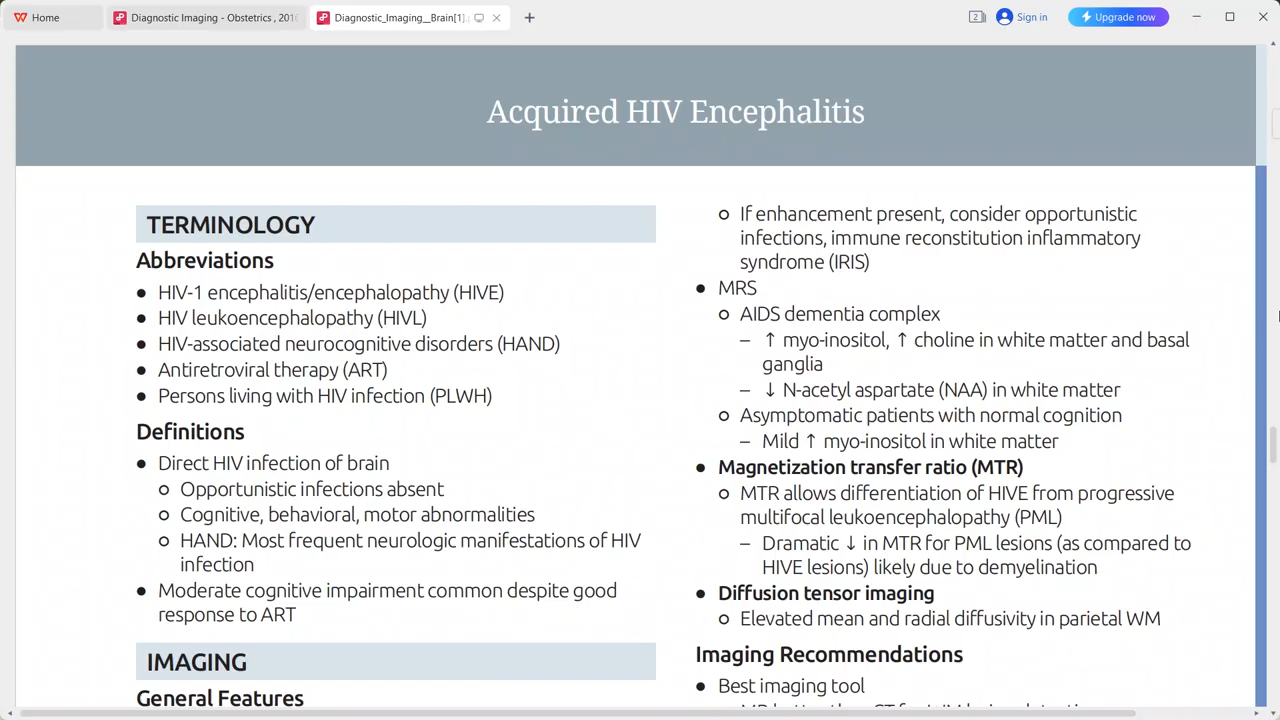 Home
Diagnostic Imaging - Obstetrics , 201
Diagnostic_Imaging__Brain[1].
2
Sign in
Upgrade now
Acquired HIV Encephalitis
TERMINOLOGY
Abbreviations
● HIV-1 encephalitis/encephalopathy (HIVE)
● HIV leukoencephalopathy (HIVL)
● HIV-associated neurocognitive disorders (HAND)
● Antiretroviral therapy (ART)
● Persons living with HIV infection (PLWH)
Definitions
● Direct HIV infection of brain
○ Opportunistic infections absent
○ Cognitive, behavioral, motor abnormalities
○ HAND: Most frequent neurologic manifestations of HIV
infection
● Moderate cognitive impairment common despite good
response to ART
IMAGING
General Features
○ If enhancement present, consider opportunistic
infections, immune reconstitution inflammatory
syndrome (IRIS)
● MRS
○ AIDS dementia complex
– ↑ myo-inositol, ↑ choline in white matter and basal
ganglia
– ↓ N-acetyl aspartate (NAA) in white matter
○ Asymptomatic patients with normal cognition
– Mild ↑ myo-inositol in white matter
● Magnetization transfer ratio (MTR)
○ MTR allows differentiation of HIVE from progressive
multifocal leukoencephalopathy (PML)
– Dramatic ↓ in MTR for PML lesions (as compared to
HIVE lesions) likely due to demyelination
● Diffusion tensor imaging
○ Elevated mean and radial diffusivity in parietal WM
Imaging Recommendations
● Best imaging tool